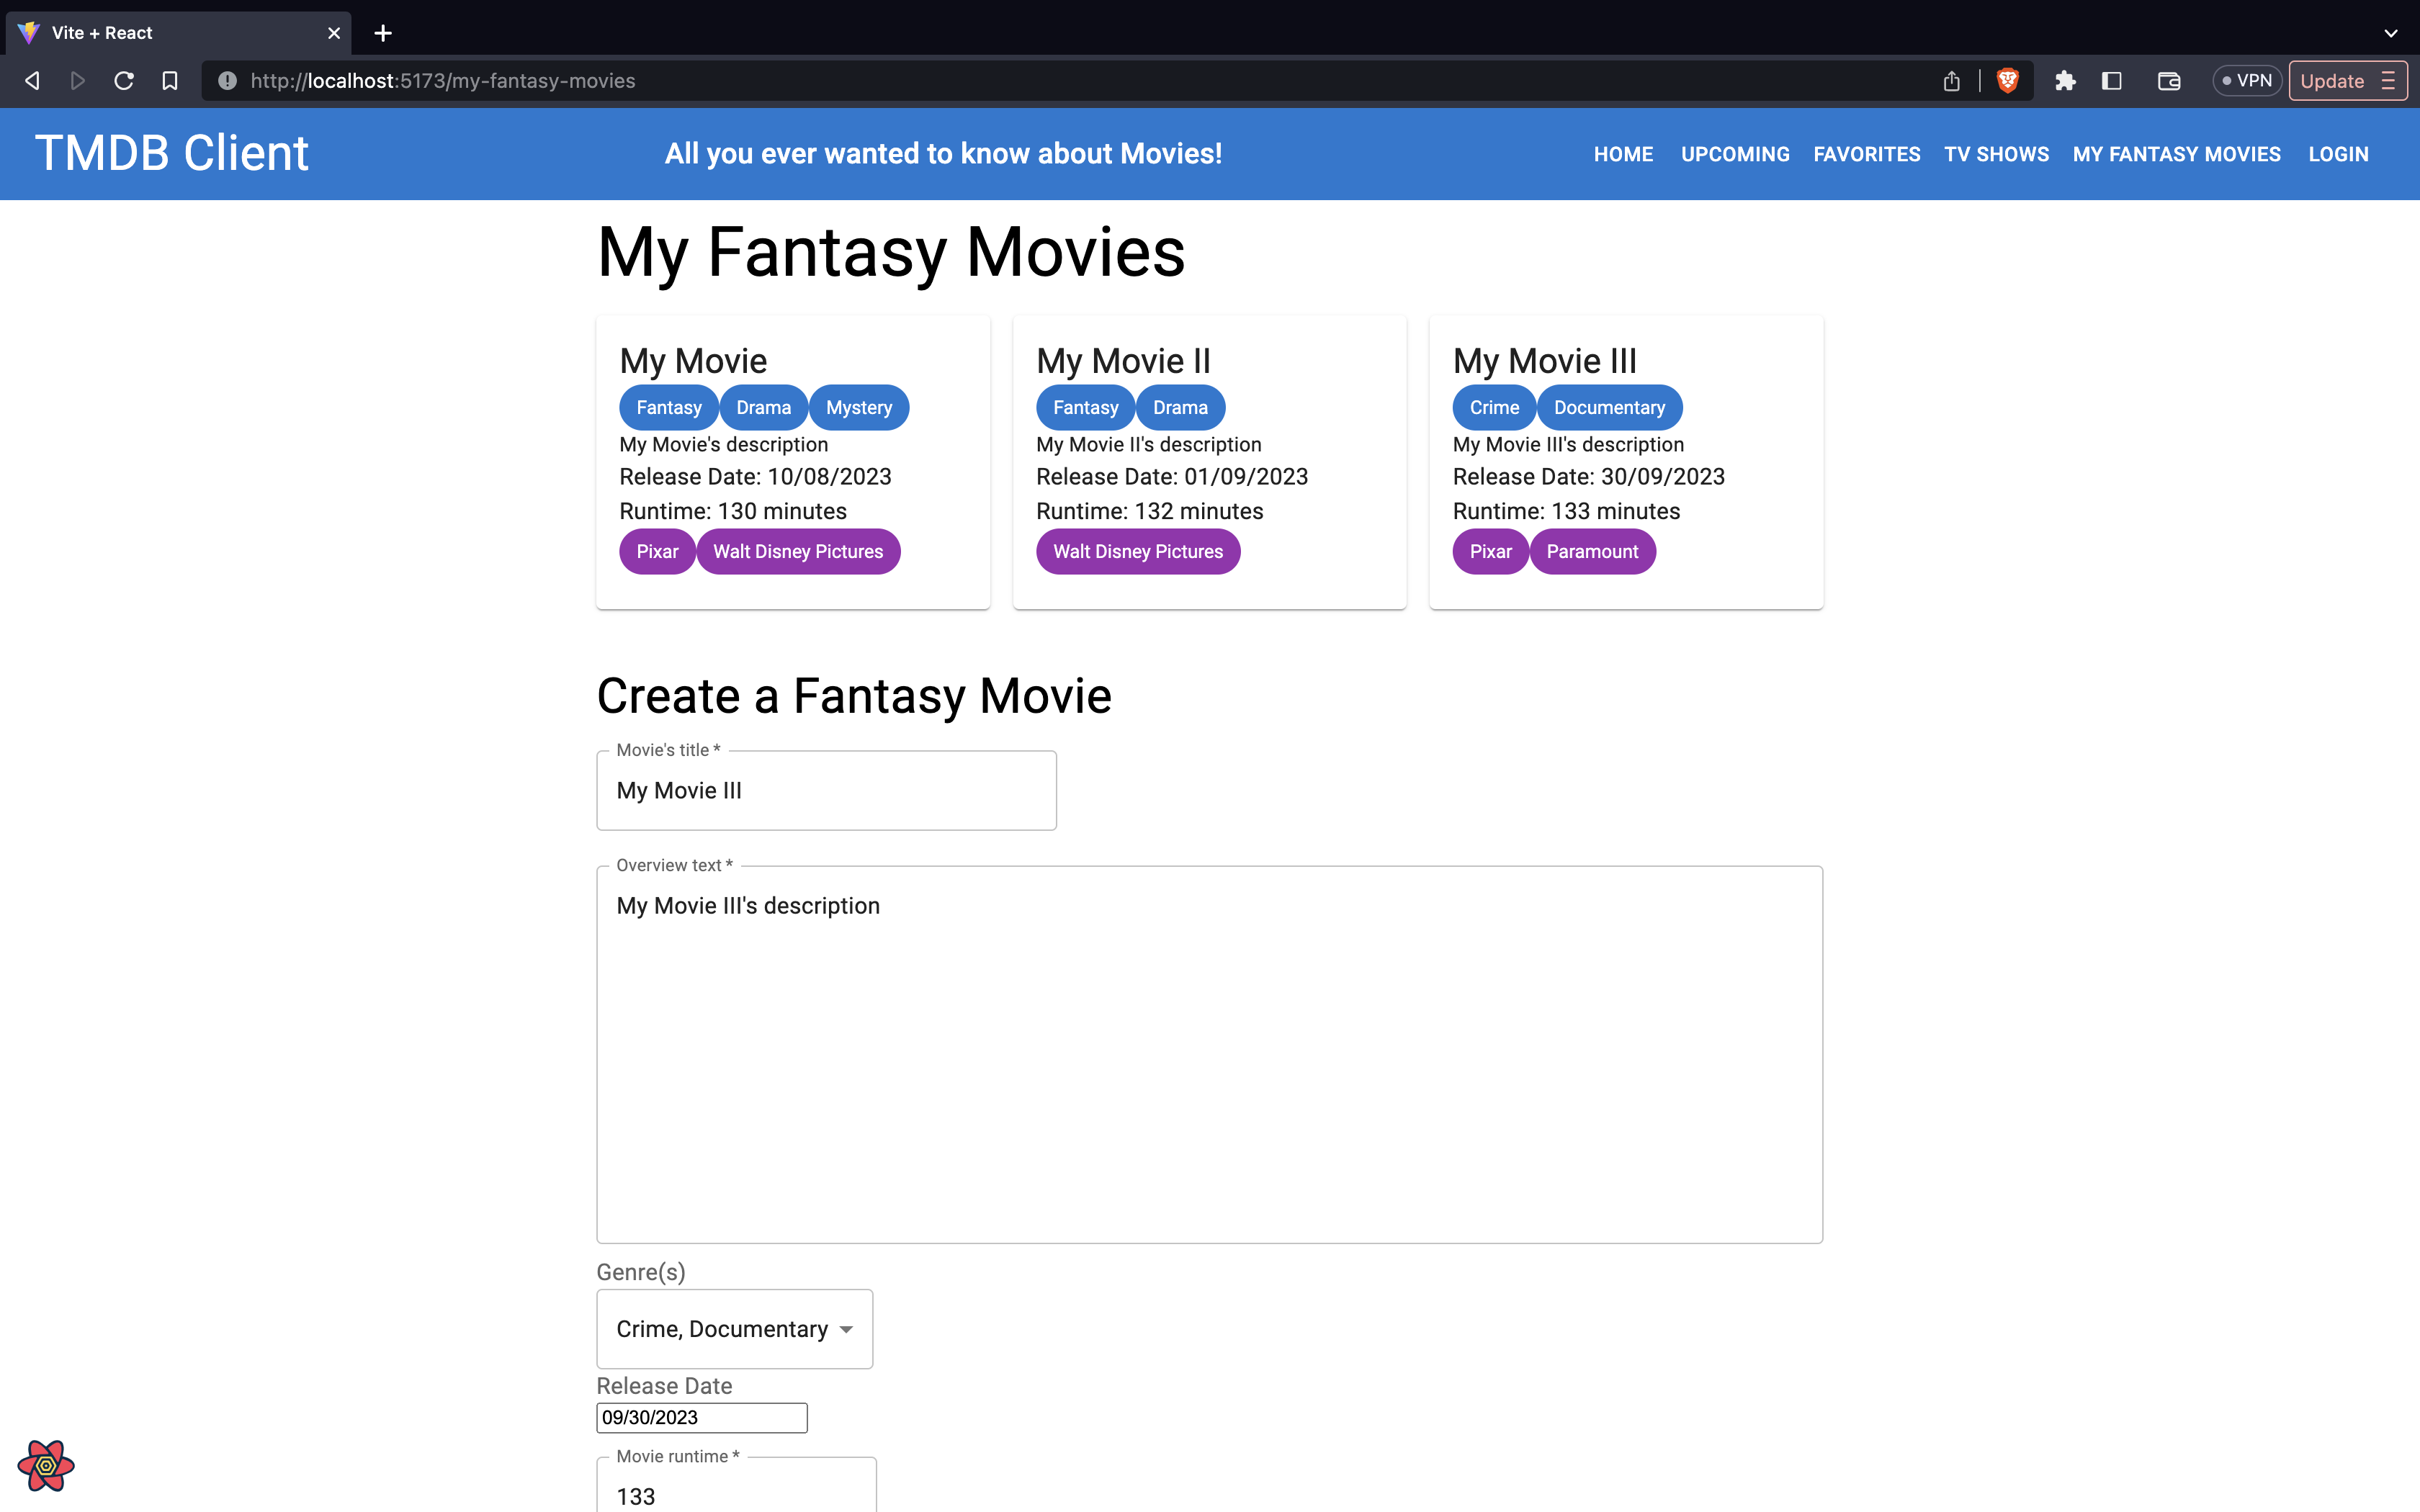 Vite + React
http://localhost:5173/my-fantasy-movies
VPN
Update
TMDB Client
All you ever wanted to know about Movies!
HOME UPCOMING FAVORITES TV SHOWS MY FANTASY MOVIES LOGIN
My Fantasy Movies
My Movie
Fantasy Drama Mystery
My Movie's description
Release Date: 10/08/2023
Runtime: 130 minutes
Pixar Walt Disney Pictures
My Movie II
Fantasy Drama
My Movie II's description
Release Date: 01/09/2023
Runtime: 132 minutes
Walt Disney Pictures
My Movie III
Crime Documentary
My Movie III's description
Release Date: 30/09/2023
Runtime: 133 minutes
Pixar Paramount
Create a Fantasy Movie
Movie's title *
My Movie III
Overview text *
My Movie III's description
Genre(s)
Crime, Documentary
Release Date
09/30/2023
Movie runtime *
133